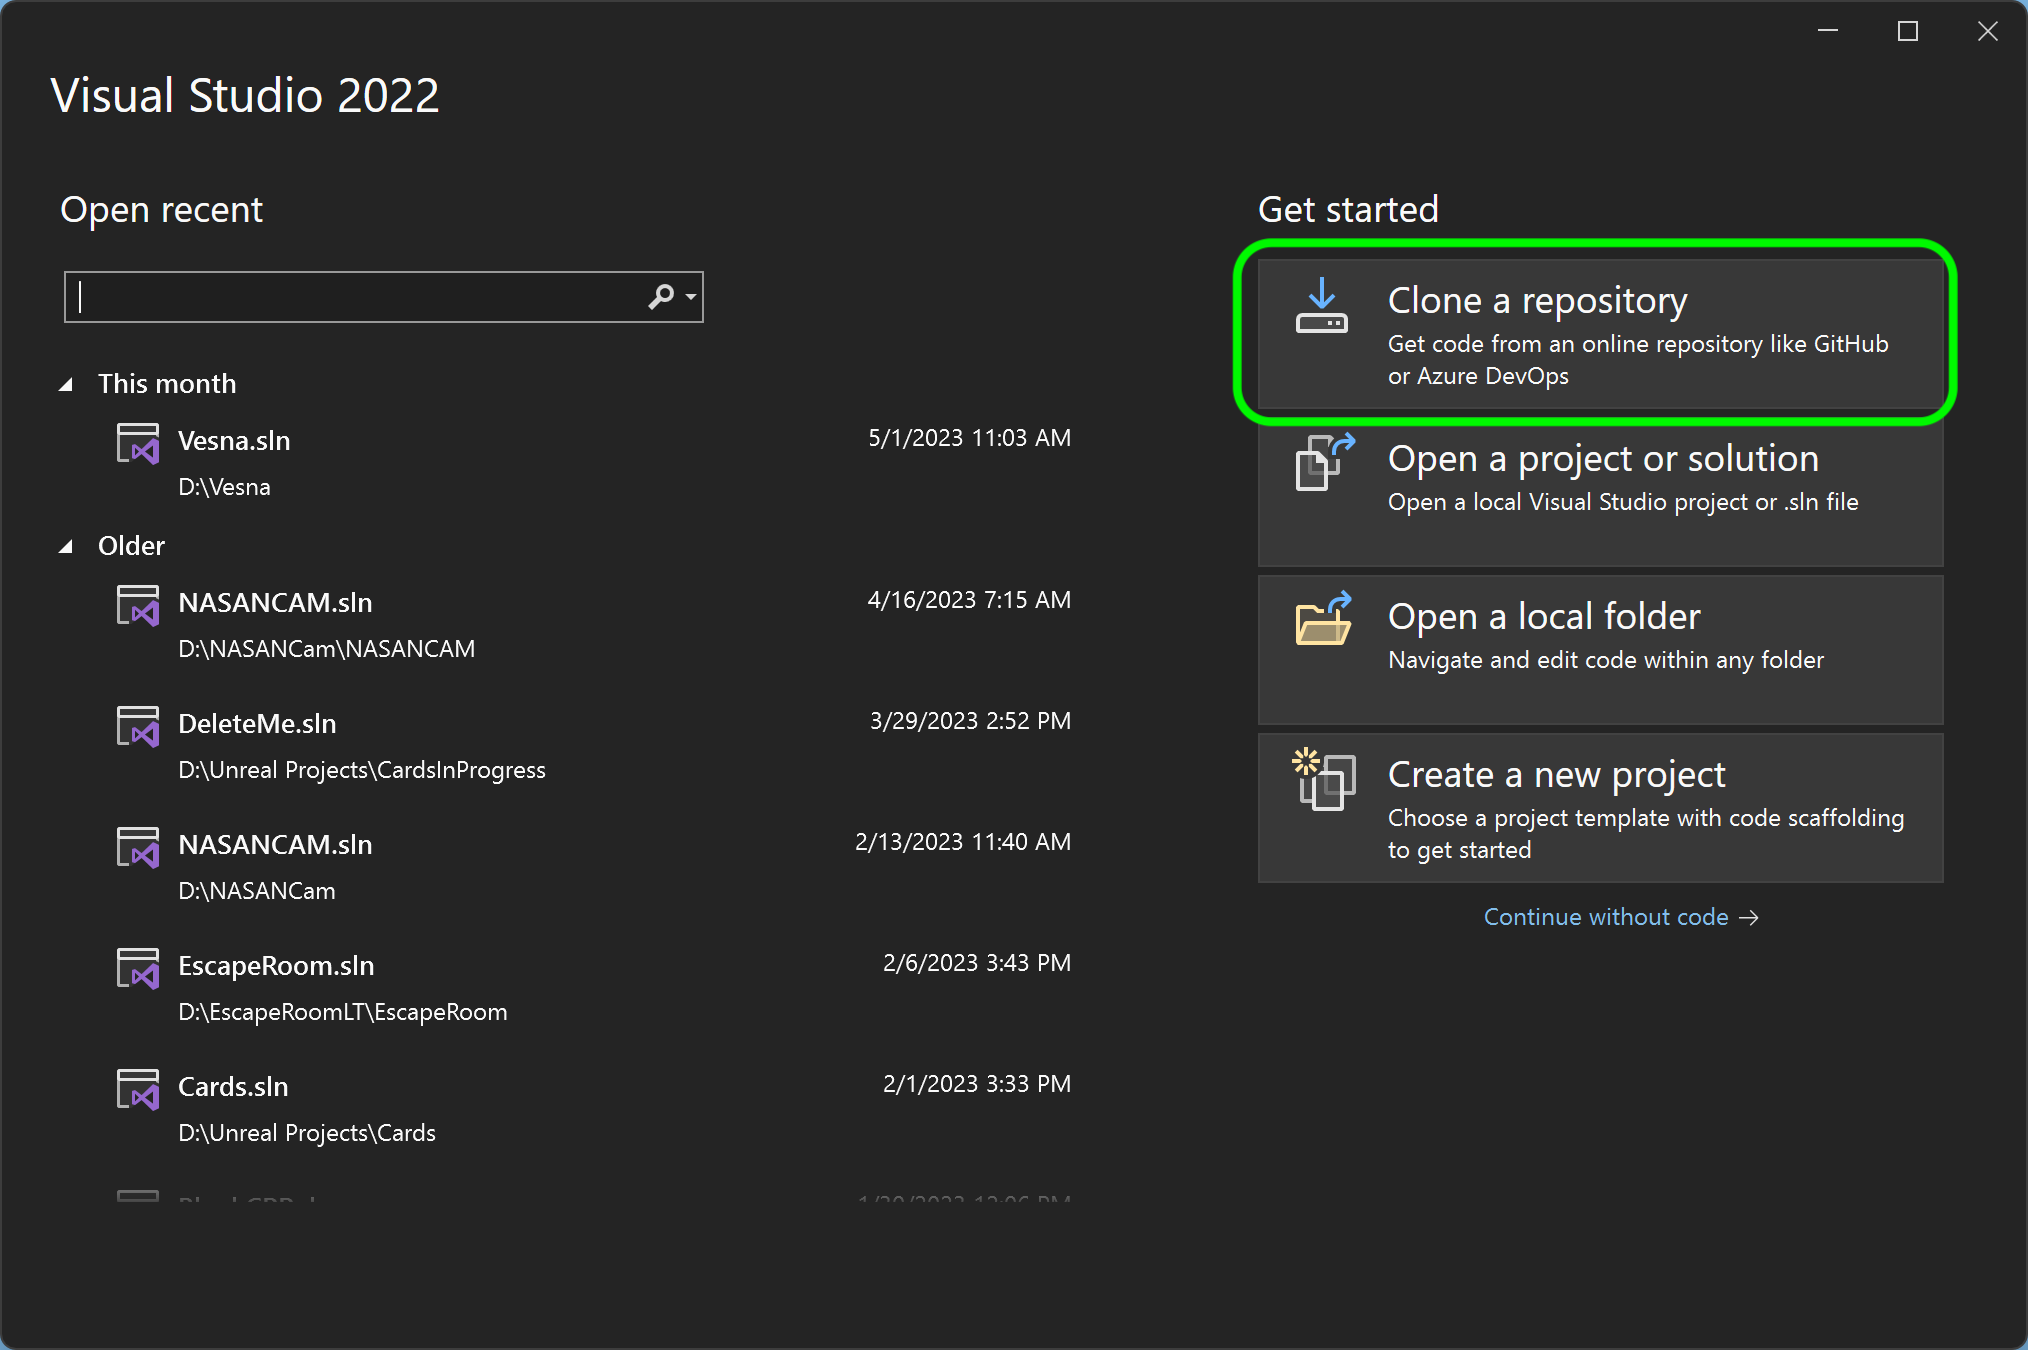 Visual Studio 2022
Open recent
This month
Vesna.sln
5/1/2023 11:03 AM
D:\Vesna
Older
NASANCAM.sln
4/16/2023 7:15 AM
D:\NASANCam\NASANCAM
DeleteMe.sln
3/29/2023 2:52 PM
D:\Unreal Projects\CardsInProgress
NASANCAM.sln
2/13/2023 11:40 AM
D:\NASANCam
EscapeRoom.sln
2/6/2023 3:43 PM
D:\EscapeRoomLT\EscapeRoom
Cards.sln
2/1/2023 3:33 PM
D:\Unreal Projects\Cards
Get started
Clone a repository
Get code from an online repository like GitHub
or Azure DevOps
Open a project or solution
Open a local Visual Studio project or .sln file
Open a local folder
Navigate and edit code within any folder
Create a new project
Choose a project template with code scaffolding
to get started
Continue without code →